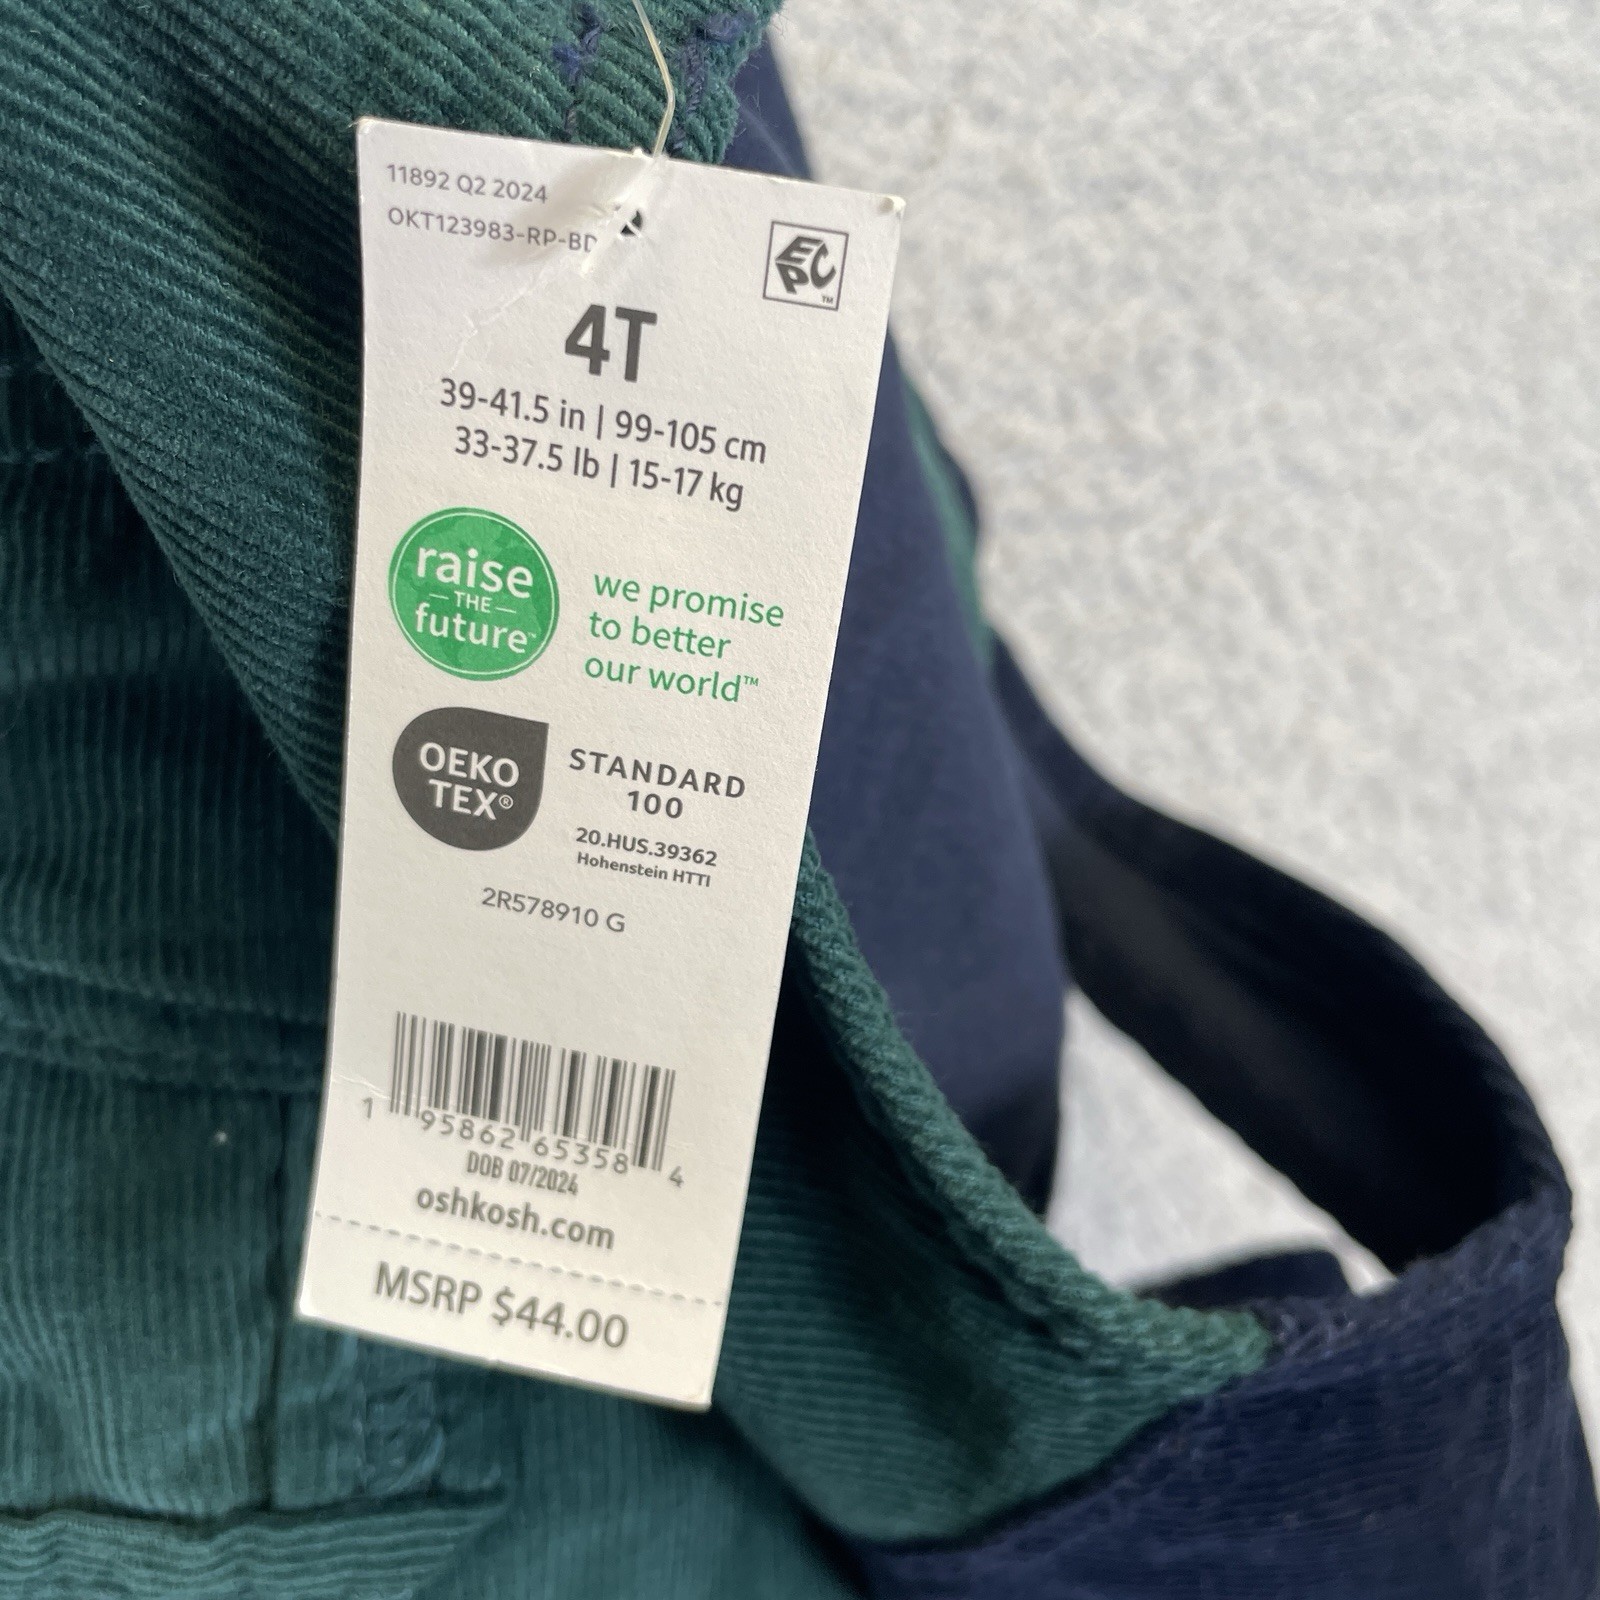 11892 Q2 2024
OKT123983-RP-BD
EPC
TM
4T
39-41.5 in | 99-105 cm
33-37.5 lb | 15-17 kg
raise
THE
future™
we promise
to better
our world™
OEKO
TEX®
STANDARD
100
20.HUS.39362
Hohenstein HTTI
2R578910 G
1 95862 65358 4
DOB 07/2024
oshkosh.com
MSRP $44.00